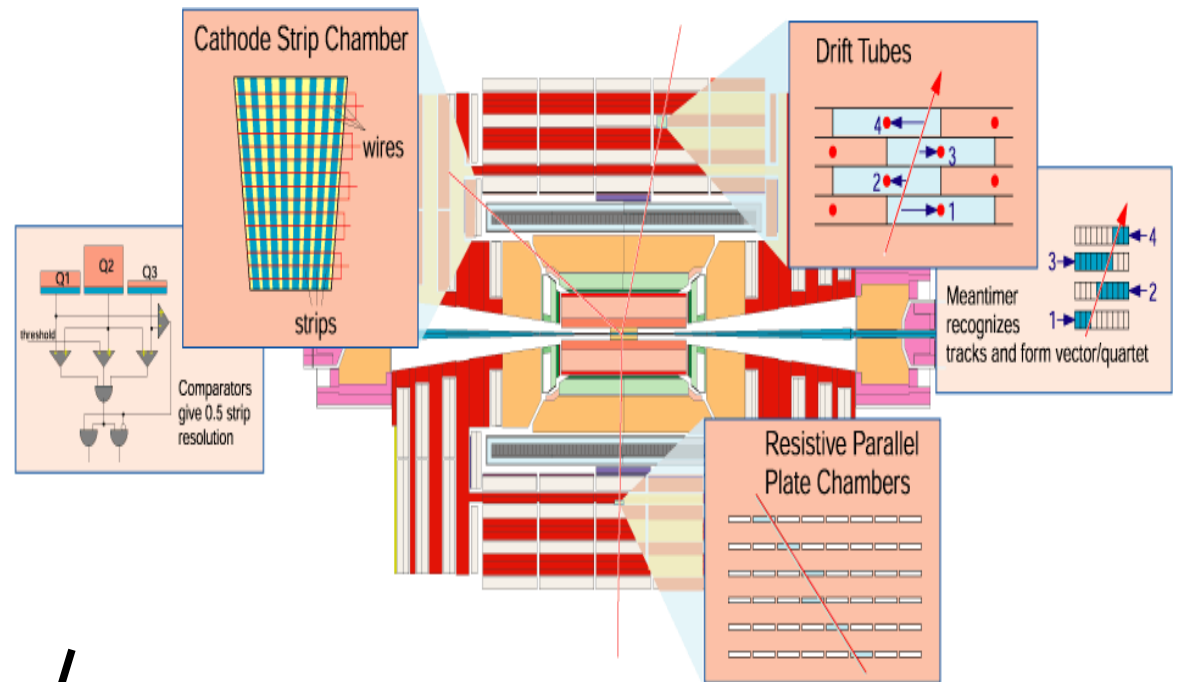 Cathode Strip Chamber
wires
strips
Drift Tubes
4
3
2
1
Q1
Q2
Q3
threshold
Comparators
give 0.5 strip
resolution
4
3
2
1
Meantimer
recognizes
tracks and form vector/quartet
Resistive Parallel
Plate Chambers